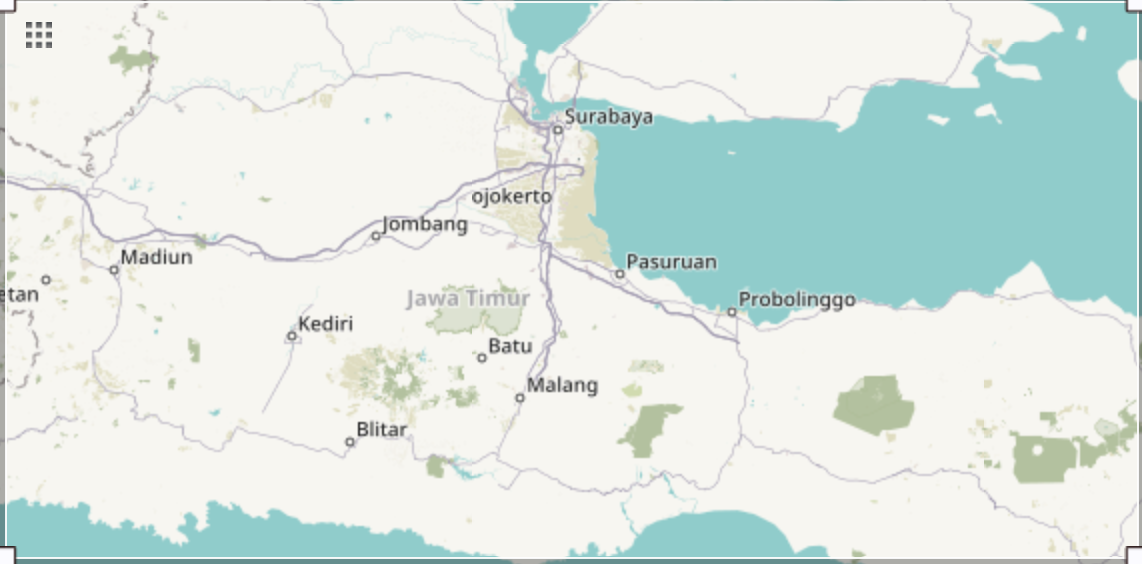 Surabaya
ojokerto
Jombang
Madiun
Pasuruan
etan
Jawa Timur
Probolinggo
Kediri
Batu
Malang
Blitar